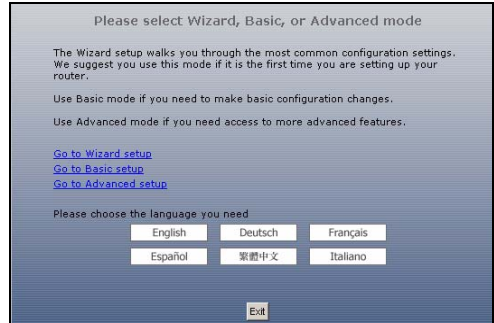 Please select Wizard, Basic, or Advanced mode
The Wizard setup walks you through the most common configuration settings.
We suggest you use this mode if it is the first time you are setting up your
router.
Use Basic mode if you need to make basic configuration changes.
Use Advanced mode if you need access to more advanced features.
Go to Wizard setup
Go to Basic setup
Go to Advanced setup
Please choose the language you need
English Deutsch Français
Español 繁體中文 Italiano
Exit